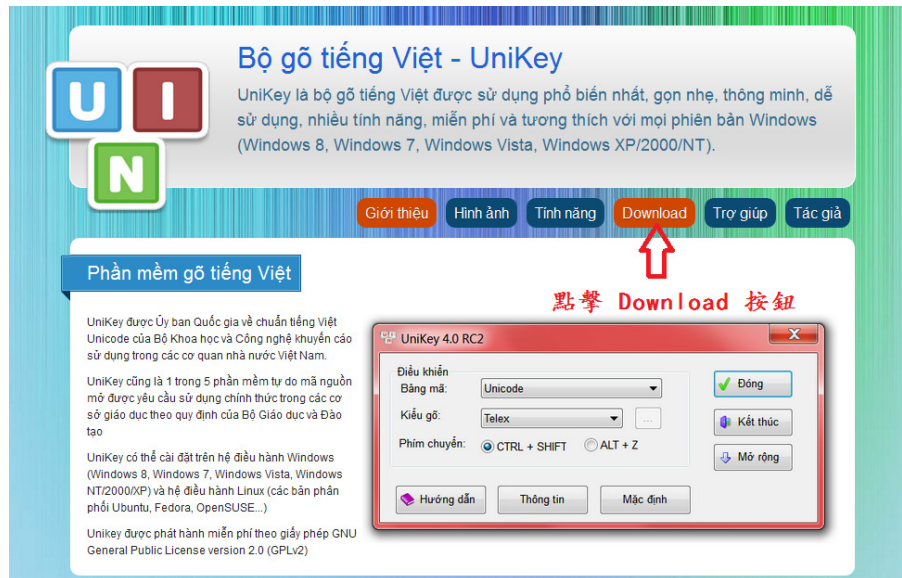 U I
N
Bộ gõ tiếng Việt - UniKey
UniKey là bộ gõ tiếng Việt được sử dụng phổ biến nhất, gọn nhẹ, thông minh, dễ
sử dụng, nhiều tính năng, miễn phí và tương thích với mọi phiên bản Windows
(Windows 8, Windows 7, Windows Vista, Windows XP/2000/NT).
Giới thiệu Hình ảnh Tính năng Download Trợ giúp Tác giả
點擊 Download 按鈕
Phần mềm gõ tiếng Việt
UniKey được Ủy ban Quốc gia về chuẩn tiếng Việt
Unicode của Bộ Khoa học và Công nghệ khuyến cáo
sử dụng trong các cơ quan nhà nước Việt Nam.
UniKey cũng là 1 trong 5 phần mềm tự do mã nguồn
mở được yêu cầu sử dụng chính thức trong các cơ
sở giáo dục theo quy định của Bộ Giáo dục và Đào
tạo
UniKey có thể cài đặt trên hệ điều hành Windows
(Windows 8, Windows 7, Windows Vista, Windows
NT/2000/XP) và hệ điều hành Linux (các bản phân
phối Ubuntu, Fedora, OpenSUSE...)
Unikey được phát hành miễn phí theo giấy phép GNU
General Public License version 2.0 (GPLv2)
UniKey 4.0 RC2
Điều khiển
Bảng mã: Unicode
Kiểu gõ: Telex ...
Phím chuyển: CTRL + SHIFT ALT + Z
Đóng
Kết thúc
Mở rộng
Hướng dẫn Thông tin Mặc định